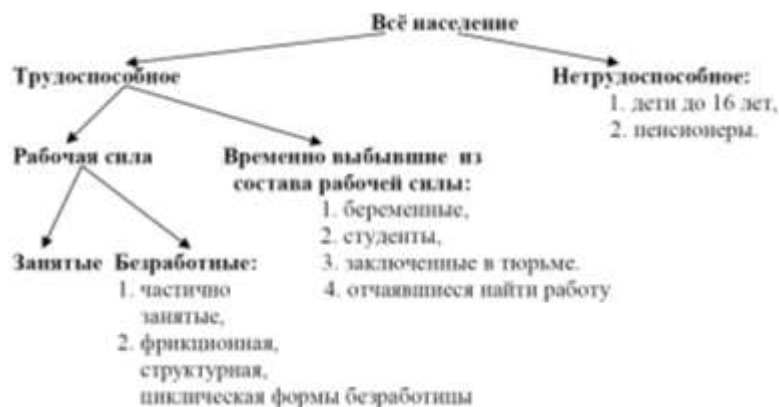 Всё население
Трудоспособное
Нетрудоспособное:
1. дети до 16 лет,
2. пенсионеры.
Рабочая сила
Временно выбывшие из
состава рабочей силы:
1. беременные,
2. студенты,
3. заключенные в тюрьме.
4. отчаявшиеся найти работу
Занятые
Безработные:
1. частично
занятые,
2. фрикционная,
структурная,
циклическая формы безработицы